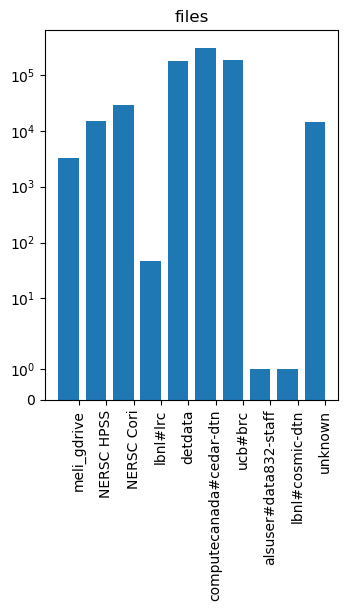 files
10^5
10^4
10^3
10^2
10^1
10^0
0
meli_gdrive
NERSC HPSS
NERSC Cori
lbnl#lrc
detdata
computecanada#cedar-dtn
ucb#brc
alsuser#data832-staff
lbnl#cosmic-dtn
unknown